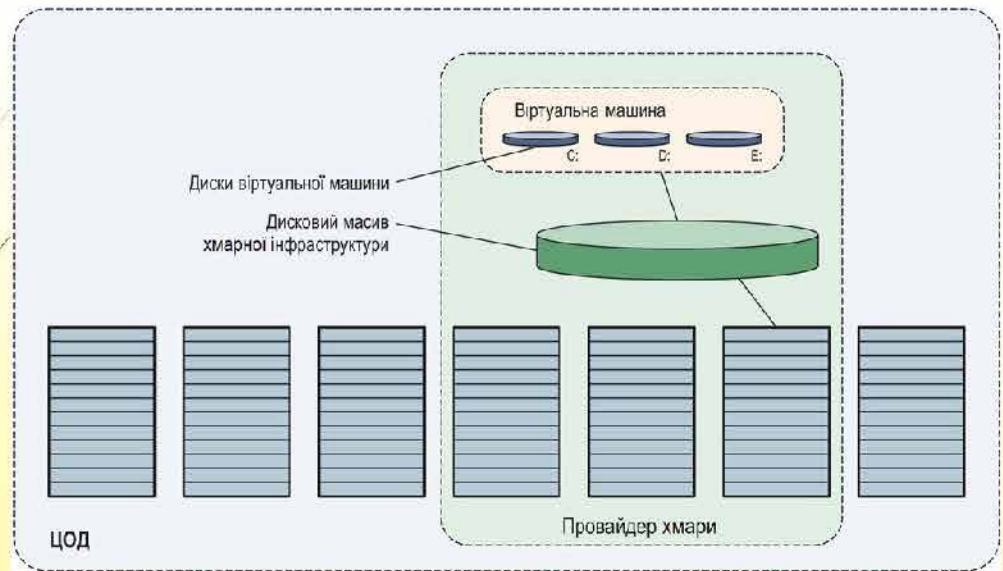 Віртуальна машина
C: D: E:
Диски віртуальної машини
Дисковий масив
хмарної інфраструктури
Провайдер хмари
ЦОД